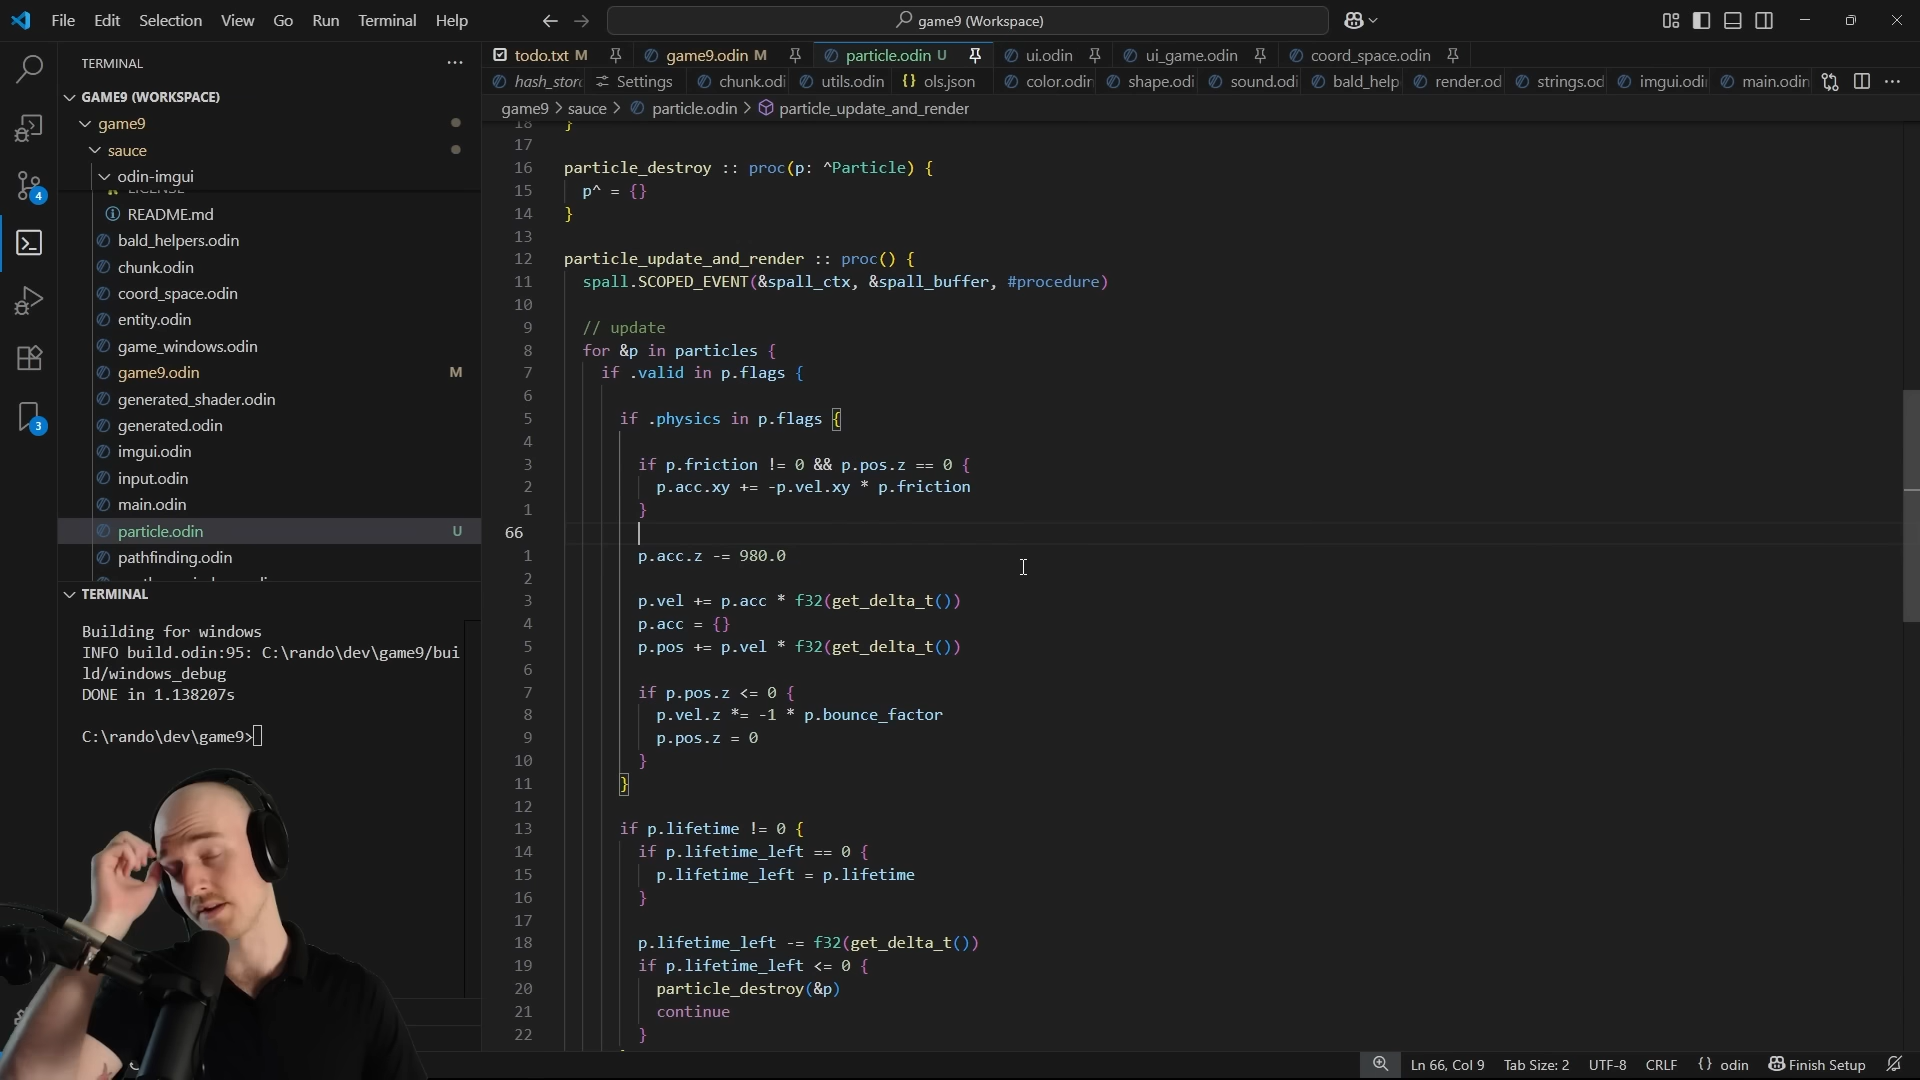 File Edit Selection View Go Run Terminal Help
game9 (Workspace)
TERMINAL
GAME9 (WORKSPACE)
game9
sauce
odin-imgui
LICENSE
README.md
bald_helpers.odin
chunk.odin
coord_space.odin
entity.odin
game_windows.odin
game9.odin M
generated_shader.odin
generated.odin
imgui.odin
input.odin
main.odin
particle.odin U
pathfinding.odin
4
3
TERMINAL
Building for windows
INFO build.odin:95: C:\rando\dev\game9/bui
ld/windows_debug
DONE in 1.138207s
C:\rando\dev\game9>
todo.txt M game9.odin M particle.odin U ui.odin ui_game.odin coord_space.odin
hash_stor Settings chunk.odi utils.odin ols.json color.odin shape.odi sound.odi bald_help render.od strings.od imgui.odi main.odin
game9 > sauce > particle.odin > particle_update_and_render
18 }
17
16 particle_destroy :: proc(p: ^Particle) {
15 p^ = {}
14 }
13
12 particle_update_and_render :: proc() {
11 spall.SCOPED_EVENT(&spall_ctx, &spall_buffer, #procedure)
10
9 // update
8 for &p in particles {
7 if .valid in p.flags {
6
5 if .physics in p.flags {
4
3 if p.friction != 0 && p.pos.z == 0 {
2 p.acc.xy += -p.vel.xy * p.friction
1 }
66
1 p.acc.z -= 980.0
2
3 p.vel += p.acc * f32(get_delta_t())
4 p.acc = {}
5 p.pos += p.vel * f32(get_delta_t())
6
7 if p.pos.z <= 0 {
8 p.vel.z *= -1 * p.bounce_factor
9 p.pos.z = 0
10 }
11 }
12
13 if p.lifetime != 0 {
14 if p.lifetime_left == 0 {
15 p.lifetime_left = p.lifetime
16 }
17
18 p.lifetime_left -= f32(get_delta_t())
19 if p.lifetime_left <= 0 {
20 particle_destroy(&p)
21 continue
22 }
Ln 66, Col 9 Tab Size: 2 UTF-8 CRLF {} odin Finish Setup